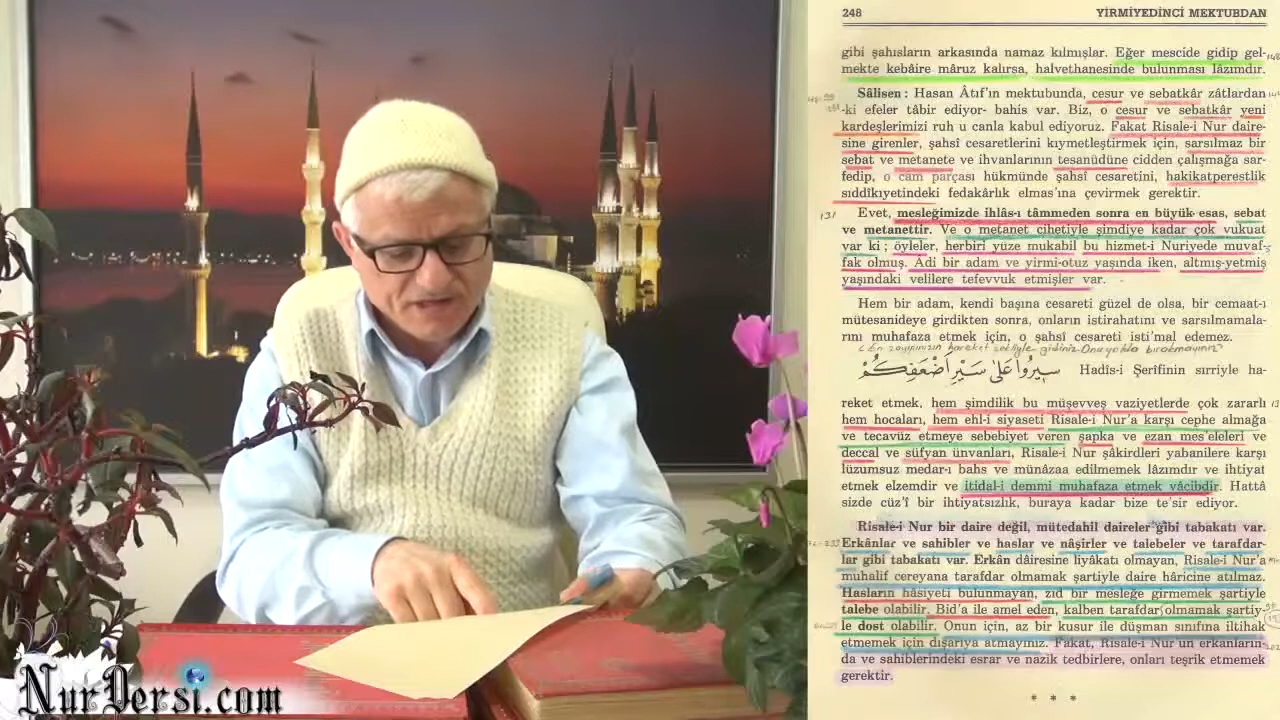 248 YİRMİYEDİNCİ MEKTUBDAN
gibi şahısların arkasında namaz kılmışlar. Eğer mescide gidip gel-
mekte kebâire mâruz kalırsa, halvethanesinde bulunması lâzımdır.
Sâlisen : Hasan Âtıf'ın mektubunda, cesur ve sebatkâr zâtlardan
-ki efeler tâbir ediyor- bahis var. Biz, o cesur ve sebatkâr yeni
kardeşlerimizi ruh u canla kabul ediyoruz. Fakat Risale-i Nur daire-
sine girenler, şahsî cesaretlerini kıymetleştirmek için, sarsılmaz bir
sebat ve metanete ve ihvanlarının tesanüdüne cidden çalışmağa sar-
fedip, o cam parçası hükmünde şahsî cesaretini, hakikatperestlik
sıddîkıyetindeki fedakârlık elmas'ına çevirmek gerektir.
131
Evet, mesleğimizde ihlâs-ı tâmmeden sonra en büyük esas, sebat
ve metanettir. Ve o metanet cihetiyle şimdiye kadar çok vukuat
var ki; öyleler, herbiri yüze mukabil bu hizmet-i Nuriyede muvaf-
fak olmuş. Adi bir adam ve yirmi-otuz yaşında iken, altmış-yetmiş
yaşındaki velilere tefevvuk etmişler var.
Hem bir adam, kendi başına cesareti güzel de olsa, bir cemaat-ı
mütesanideye girdikten sonra, onların istirahatını ve sarsılmamala-
rını muhafaza etmek için, o şahsî cesareti isti'mal edemez.
سِيرُوا عَلَى سَيْرِ اَضْعَفِكُمْ Hadîs-i Şerifinin sırriyle ha-
reket etmek, hem şimdilik bu müşevveş vaziyetlerde çok zararlı
hem hocaları, hem ehl-i siyaseti Risale-i Nur'a karşı cephe almağa
ve tecavüz etmeye sebebiyet veren şapka ve ezan mes'eleleri ve
deccal ve süfyan ünvanları, Risale-i Nur şâkirdleri yabanilere karşı
lüzumsuz medar-ı bahs ve münâzaa edilmemek lâzımdır ve ihtiyat
etmek elzemdir ve itidal-i demmi muhafaza etmek vâcibdir. Hattâ
sizde cüz'î bir ihtiyatsızlık, buraya kadar bize te'sir ediyor.
Risale-i Nur bir daire değil, mütedahil daireler gibi tabakatı var.
Erkânlar ve sahibler ve haslar ve nâşirler ve talebeler ve tarafdar-
lar gibi tabakatı var. Erkân dâiresine liyâkatı olmayan, Risale-i Nur'a
muhalif cereyana tarafdar olmamak şartiyle daire hâricine atılmaz.
Hasların hâsiyeti bulunmayan, zıd bir mesleğe girmemek şartiyle
talebe olabilir. Bid'a ile amel eden, kalben tarafdar olmamak şartiy-
le dost olabilir. Onun için, az bir kusur ile düşman sınıfına iltihak
etmemek için dışarıya atmayınız. Fakat, Risale-i Nur'un erkanların-
da ve sahiblerindeki esrar ve nazik tedbirlere, onları teşrik etmemek
gerektir.
* * *
NurDersi.com